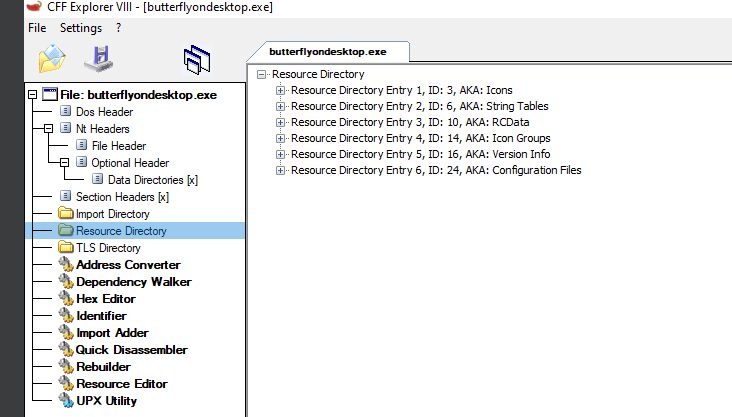 CFF Explorer VIII - [butterflyondesktop.exe]
File Settings ?
butterflyondesktop.exe
File: butterflyondesktop.exe
Dos Header
Nt Headers
File Header
Optional Header
Data Directories [x]
Section Headers [x]
Import Directory
Resource Directory
TLS Directory
Address Converter
Dependency Walker
Hex Editor
Identifier
Import Adder
Quick Disassembler
Rebuilder
Resource Editor
UPX Utility
Resource Directory
Resource Directory Entry 1, ID: 3, AKA: Icons
Resource Directory Entry 2, ID: 6, AKA: String Tables
Resource Directory Entry 3, ID: 10, AKA: RCData
Resource Directory Entry 4, ID: 14, AKA: Icon Groups
Resource Directory Entry 5, ID: 16, AKA: Version Info
Resource Directory Entry 6, ID: 24, AKA: Configuration Files